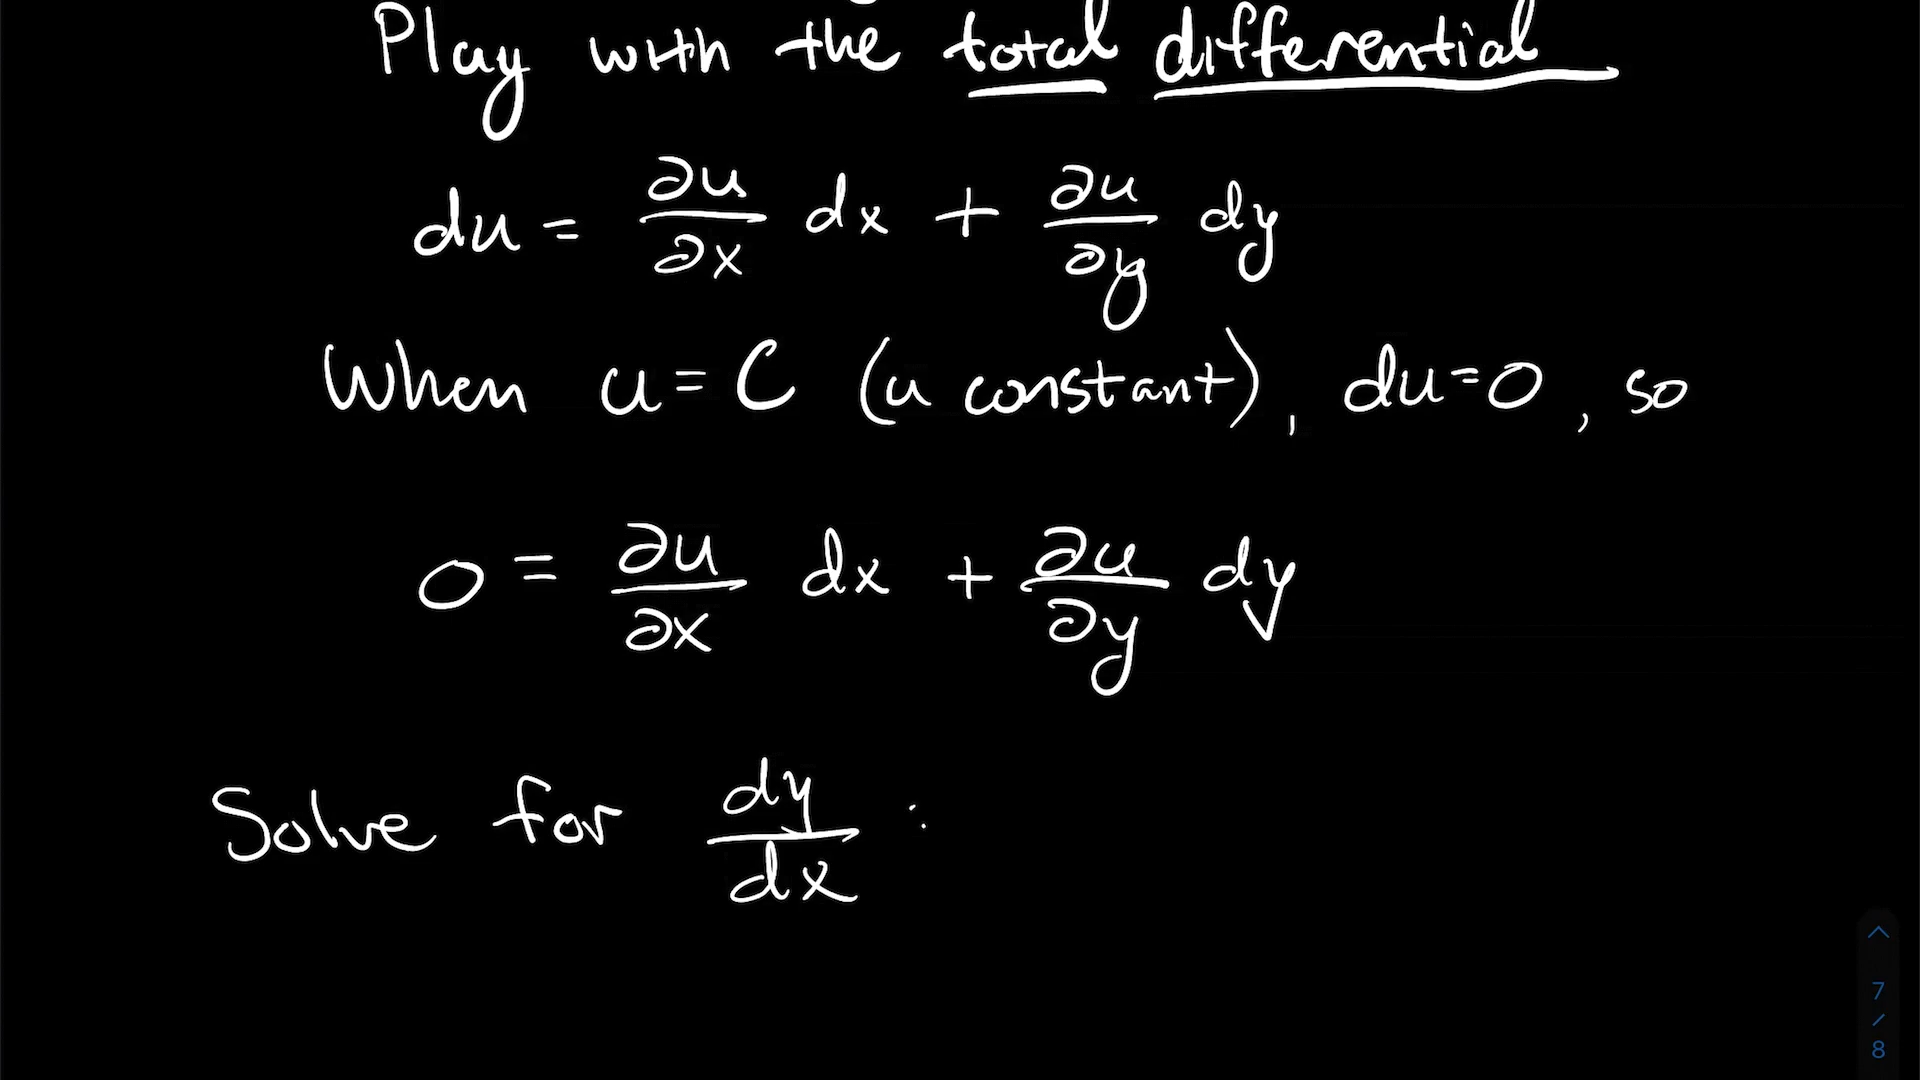 Play with the total differential
du = ∂u/∂x dx + ∂u/∂y dy
When u = C (u constant), du=0, so
0 = ∂u/∂x dx + ∂u/∂y dy
Solve for dy/dx :
7
/
8